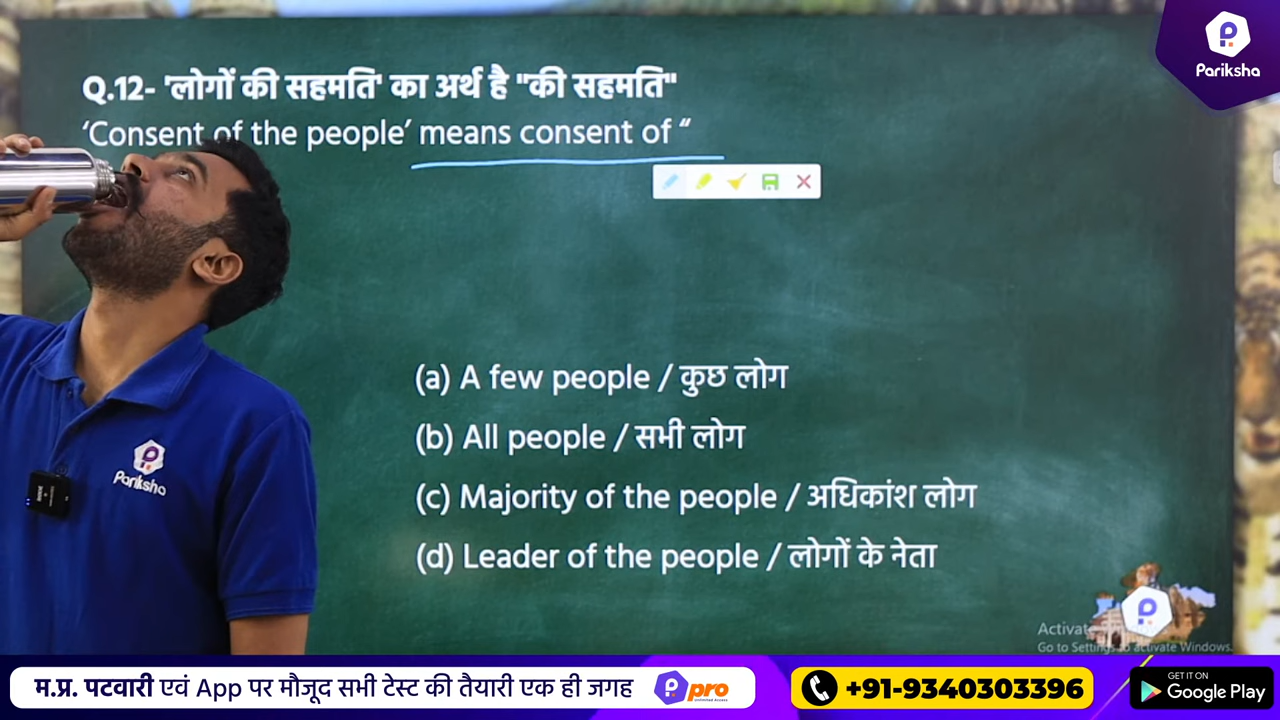 Pariksha
Q.12- 'लोगों की सहमति' का अर्थ है "की सहमति"
‘Consent of the people’ means consent of “
(a) A few people / कुछ लोग
(b) All people / सभी लोग
(c) Majority of the people / अधिकांश लोग
(d) Leader of the people / लोगों के नेता
Pariksha
Activate
Go to Settings to activate Windows.
म.प्र. पटवारी एवं App पर मौजूद सभी टेस्ट की तैयारी एक ही जगह
pro
+91-9340303396
GET IT ON
Google Play